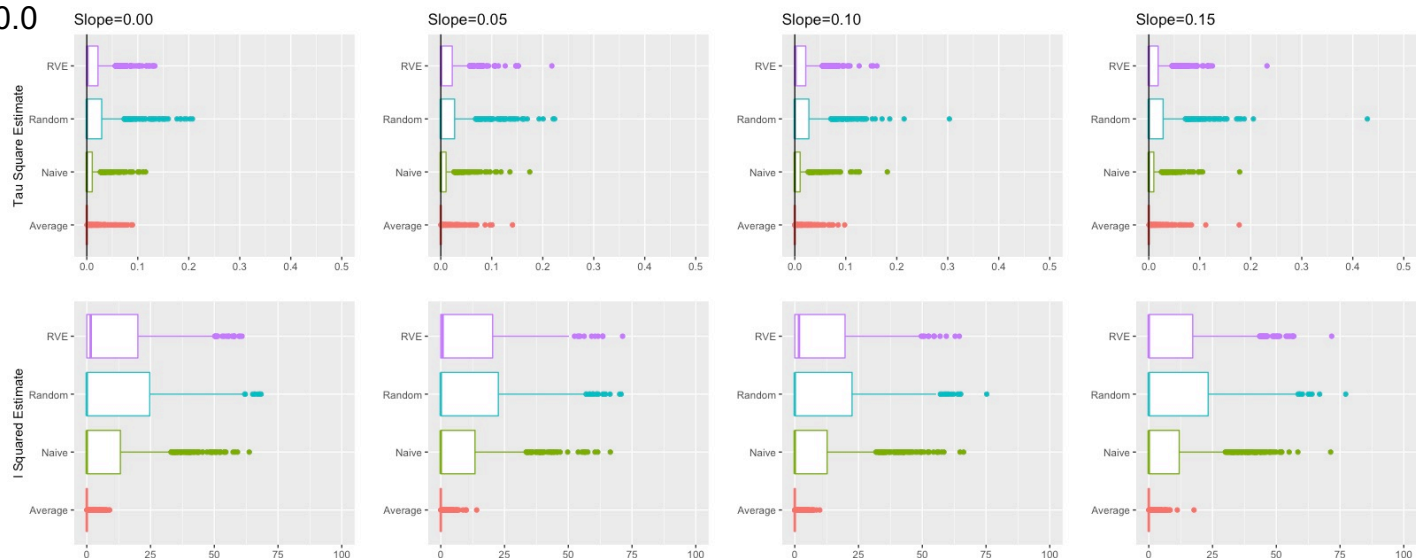 0.0
Slope=0.00
Slope=0.05
Slope=0.10
Slope=0.15
Tau Square Estimate
RVE
Random
Naive
Average
0.0 0.1 0.2 0.3 0.4 0.5
RVE
Random
Naive
Average
0.0 0.1 0.2 0.3 0.4 0.5
RVE
Random
Naive
Average
0.0 0.1 0.2 0.3 0.4 0.5
RVE
Random
Naive
Average
0.0 0.1 0.2 0.3 0.4 0.5
I Squared Estimate
RVE
Random
Naive
Average
0 25 50 75 100
RVE
Random
Naive
Average
0 25 50 75 100
RVE
Random
Naive
Average
0 25 50 75 100
RVE
Random
Naive
Average
0 25 50 75 100